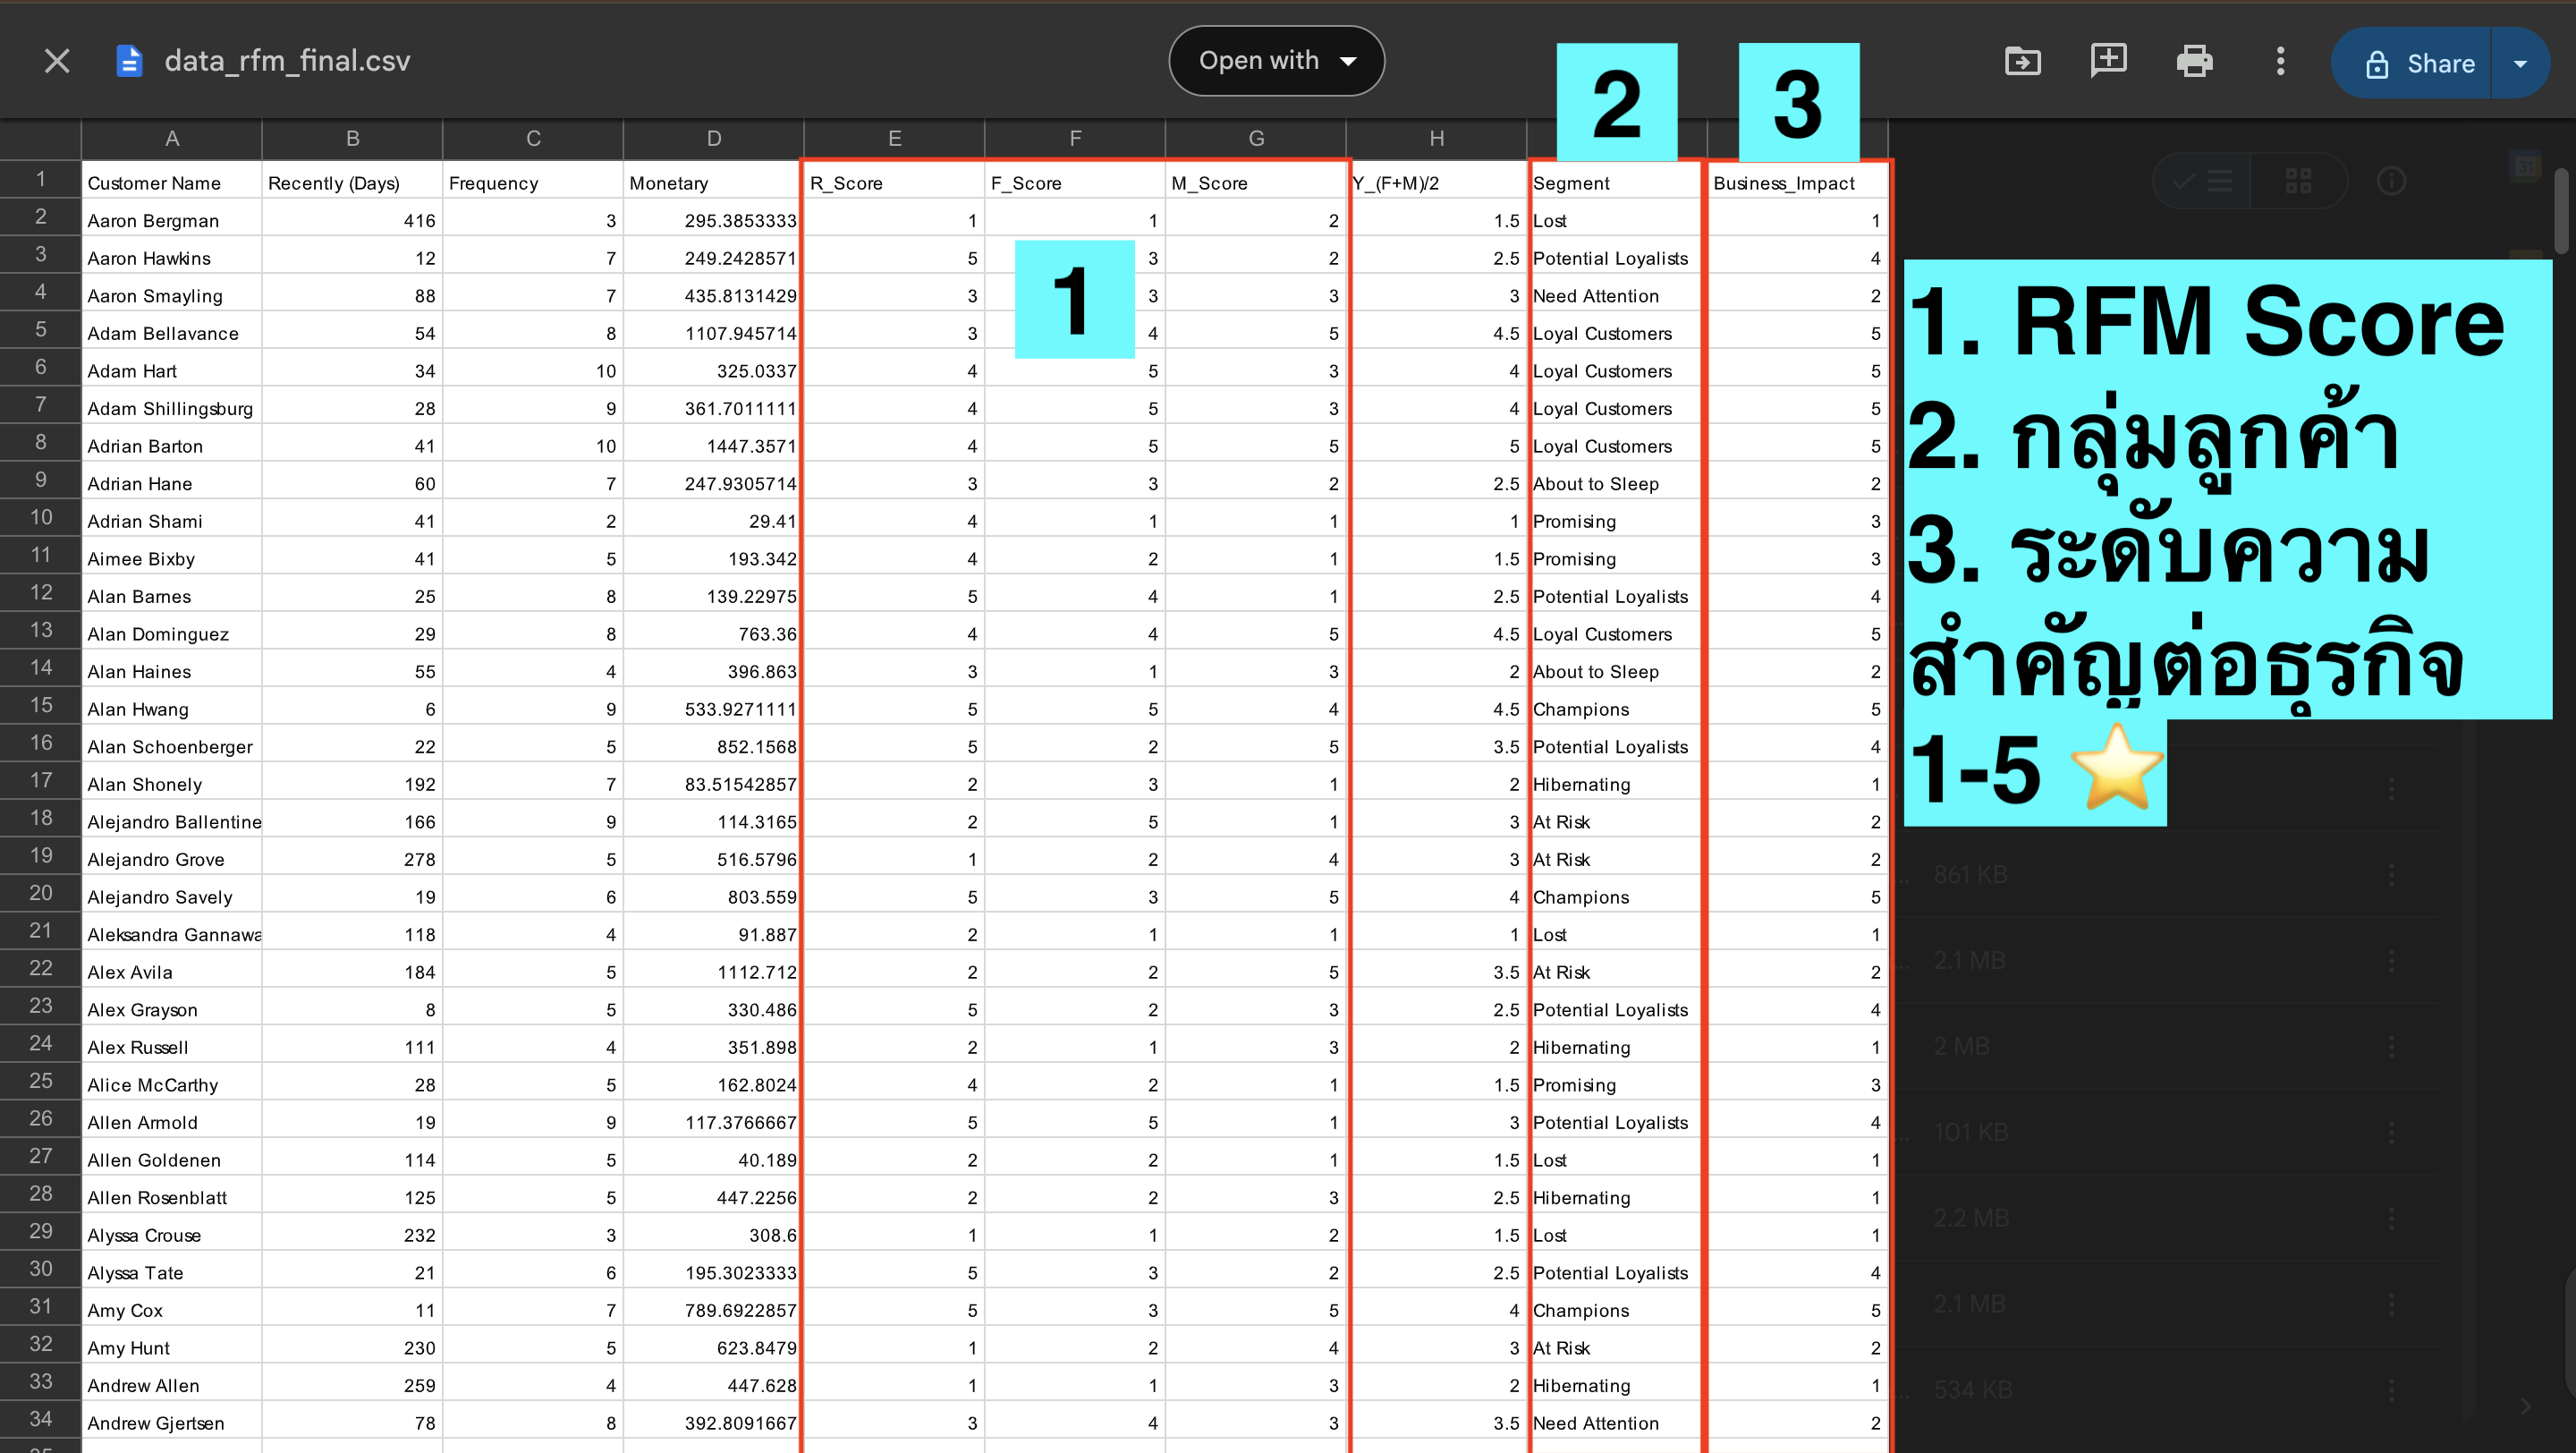 data_rfm_final.csv
Open with
Share
2
3
A B C D E F G H
1 Customer Name Recently (Days) Frequency Monetary R_Score F_Score M_Score Y_(F+M)/2 Segment Business_Impact
2 Aaron Bergman 416 3 295.3853333 1 1 2 1.5 Lost 1
3 Aaron Hawkins 12 7 249.2428571 5 3 2 2.5 Potential Loyalists 4
4 Aaron Smayling 88 7 435.8131429 3 3 3 3 Need Attention 2
5 Adam Bellavance 54 8 1107.945714 3 4 5 4.5 Loyal Customers 5
6 Adam Hart 34 10 325.0337 4 5 3 4 Loyal Customers 5
7 Adam Shillingsburg 28 9 361.7011111 4 5 3 4 Loyal Customers 5
8 Adrian Barton 41 10 1447.3571 4 5 5 5 Loyal Customers 5
9 Adrian Hane 60 7 247.9305714 3 3 2 2.5 About to Sleep 2
10 Adrian Shami 41 2 29.41 4 1 1 1 Promising 3
11 Aimee Bixby 41 5 193.342 4 2 1 1.5 Promising 3
12 Alan Barnes 25 8 139.22975 5 4 1 2.5 Potential Loyalists 4
13 Alan Dominguez 29 8 763.36 4 4 5 4.5 Loyal Customers 5
14 Alan Haines 55 4 396.863 3 1 3 2 About to Sleep 2
15 Alan Hwang 6 9 533.9271111 5 5 4 4.5 Champions 5
16 Alan Schoenberger 22 5 852.1568 5 2 5 3.5 Potential Loyalists 4
17 Alan Shonely 192 7 83.51542857 2 3 1 2 Hibernating 1
18 Alejandro Ballentine 166 9 114.3165 2 5 1 3 At Risk 2
19 Alejandro Grove 278 5 516.5796 1 2 4 3 At Risk 2
20 Alejandro Savely 19 6 803.559 5 3 5 4 Champions 5
21 Aleksandra Gannawa 118 4 91.887 2 1 1 1 Lost 1
22 Alex Avila 184 5 1112.712 2 2 5 3.5 At Risk 2
23 Alex Grayson 8 5 330.486 5 2 3 2.5 Potential Loyalists 4
24 Alex Russell 111 4 351.898 2 1 3 2 Hibernating 1
25 Alice McCarthy 28 5 162.8024 4 2 1 1.5 Promising 3
26 Allen Armold 19 9 117.3766667 5 5 1 3 Potential Loyalists 4
27 Allen Goldenen 114 5 40.189 2 2 1 1.5 Lost 1
28 Allen Rosenblatt 125 5 447.2256 2 2 3 2.5 Hibernating 1
29 Alyssa Crouse 232 3 308.6 1 1 2 1.5 Lost 1
30 Alyssa Tate 21 6 195.3023333 5 3 2 2.5 Potential Loyalists 4
31 Amy Cox 11 7 789.6922857 5 3 5 4 Champions 5
32 Amy Hunt 230 5 623.8479 1 2 4 3 At Risk 2
33 Andrew Allen 259 4 447.628 1 1 3 2 Hibernating 1
34 Andrew Gjertsen 78 8 392.8091667 3 4 3 3.5 Need Attention 2
1
1. RFM Score
2. กลุ่มลูกค้า
3. ระดับความ
สำคัญต่อธุรกิจ
1-5 ⭐
31
861 KB
2.1 MB
2 MB
101 KB
2.2 MB
2.1 MB
534 KB